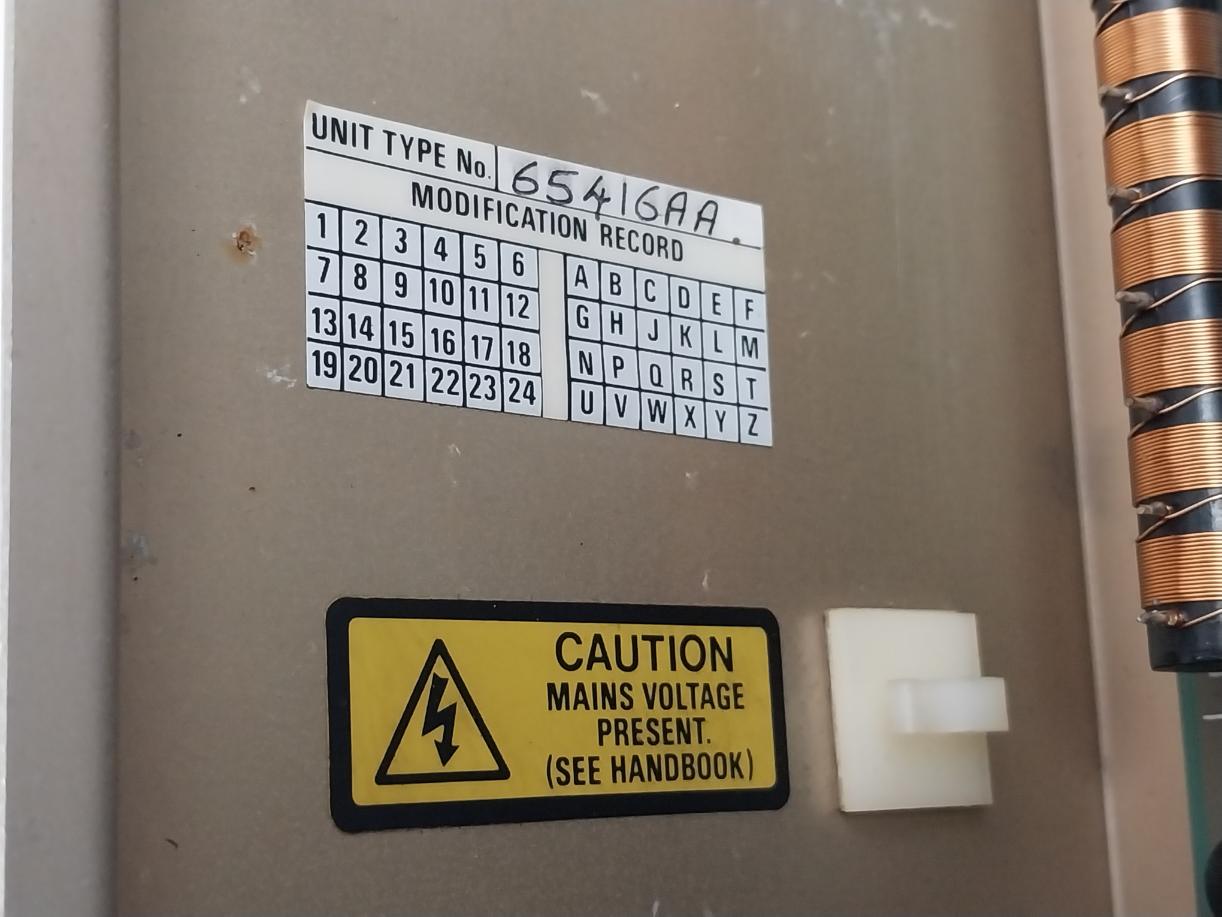 UNIT TYPE No. 65416AA.
MODIFICATION RECORD
1 2 3 4 5 6 A B C D E F
7 8 9 10 11 12 G H J K L M
13 14 15 16 17 18 N P Q R S T
19 20 21 22 23 24 U V W X Y Z
CAUTION
MAINS VOLTAGE
PRESENT.
(SEE HANDBOOK)